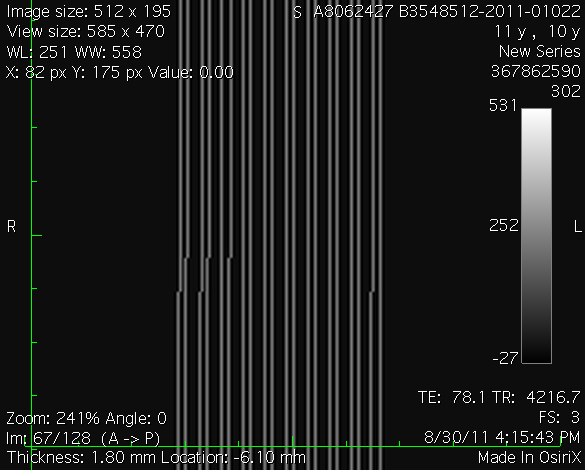 Image size: 512 x 195
S A8062427 B3548512-2011-01022
View size: 585 x 470
11 y , 10 y
WL: 251 WW: 558
New Series
X: 82 px Y: 175 px Value: 0.00
367862590
302
531
R
252
L
-27
TE: 78.1 TR: 4216.7
Zoom: 241% Angle: 0
FS: 3
Im: 67/128 (A -> P)
8/30/11 4:15:43 PM
Thickness: 1.80 mm Location: -6.10 mm
Made In OsiriX